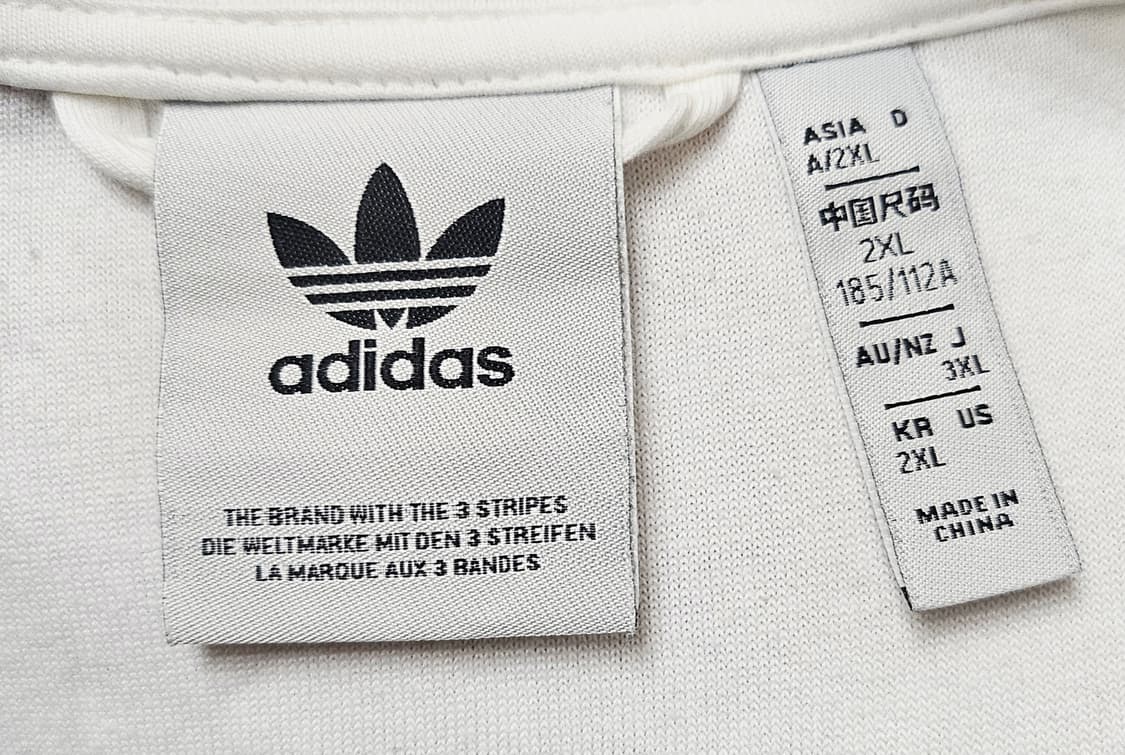 adidas
THE BRAND WITH THE 3 STRIPES
DIE WELTMARKE MIT DEN 3 STREIFEN
LA MARQUE AUX 3 BANDES
ASIA D
A/2XL
中国尺码
2XL
185/112A
AU/NZ J
3XL
KR US
2XL
MADE IN
CHINA